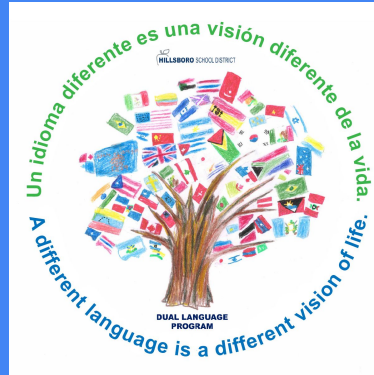 Un idioma diferente es una visión diferente de la vida.
HILLSBORO SCHOOL DISTRICT
DUAL LANGUAGE
PROGRAM
A different language is a different vision of life.